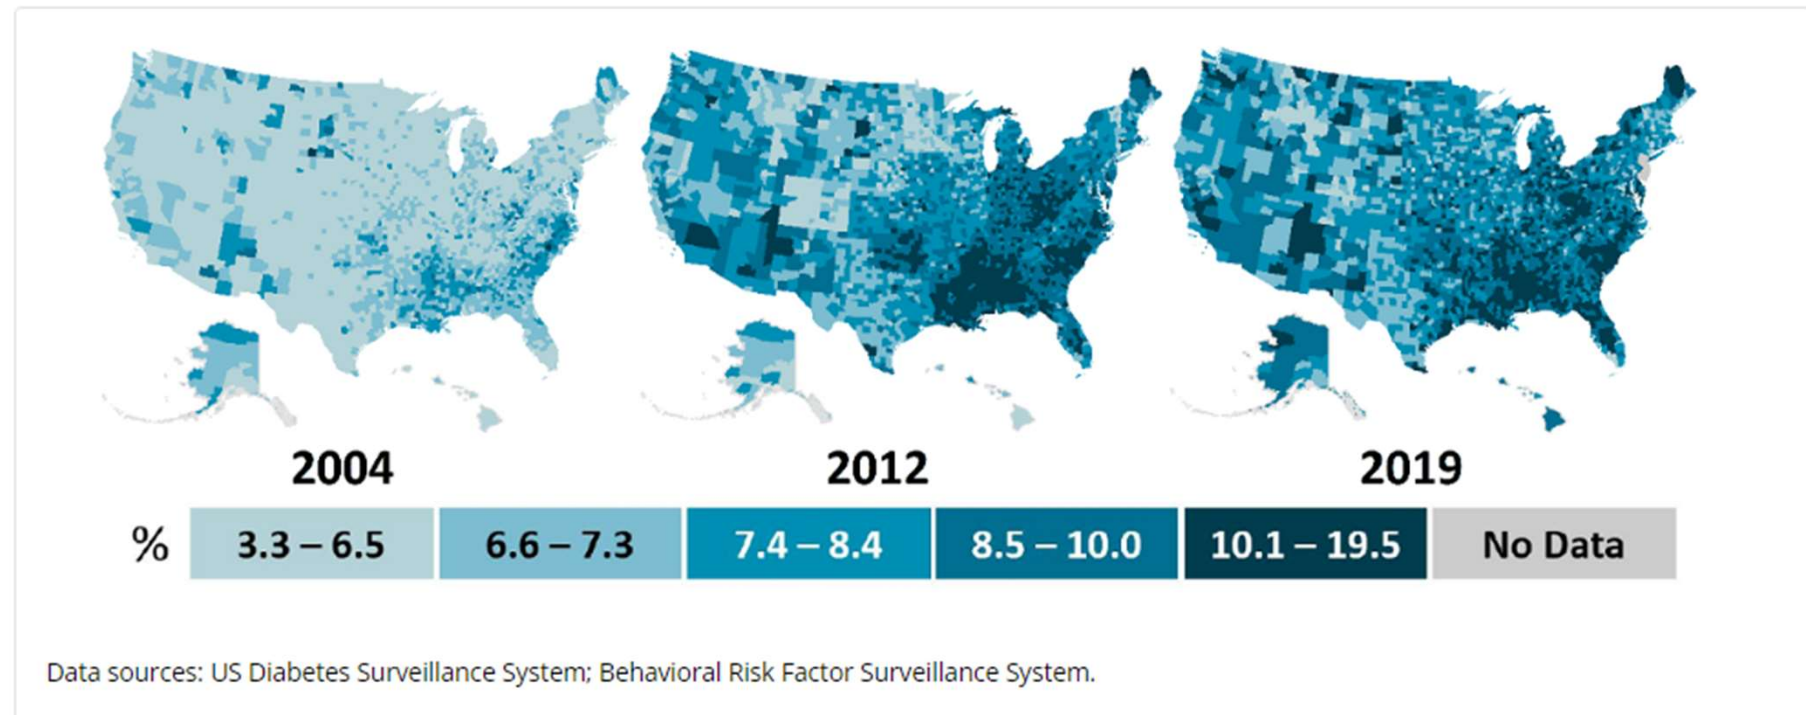 2004 2012 2019
% 3.3 – 6.5 6.6 – 7.3 7.4 – 8.4 8.5 – 10.0 10.1 – 19.5 No Data
Data sources: US Diabetes Surveillance System; Behavioral Risk Factor Surveillance System.